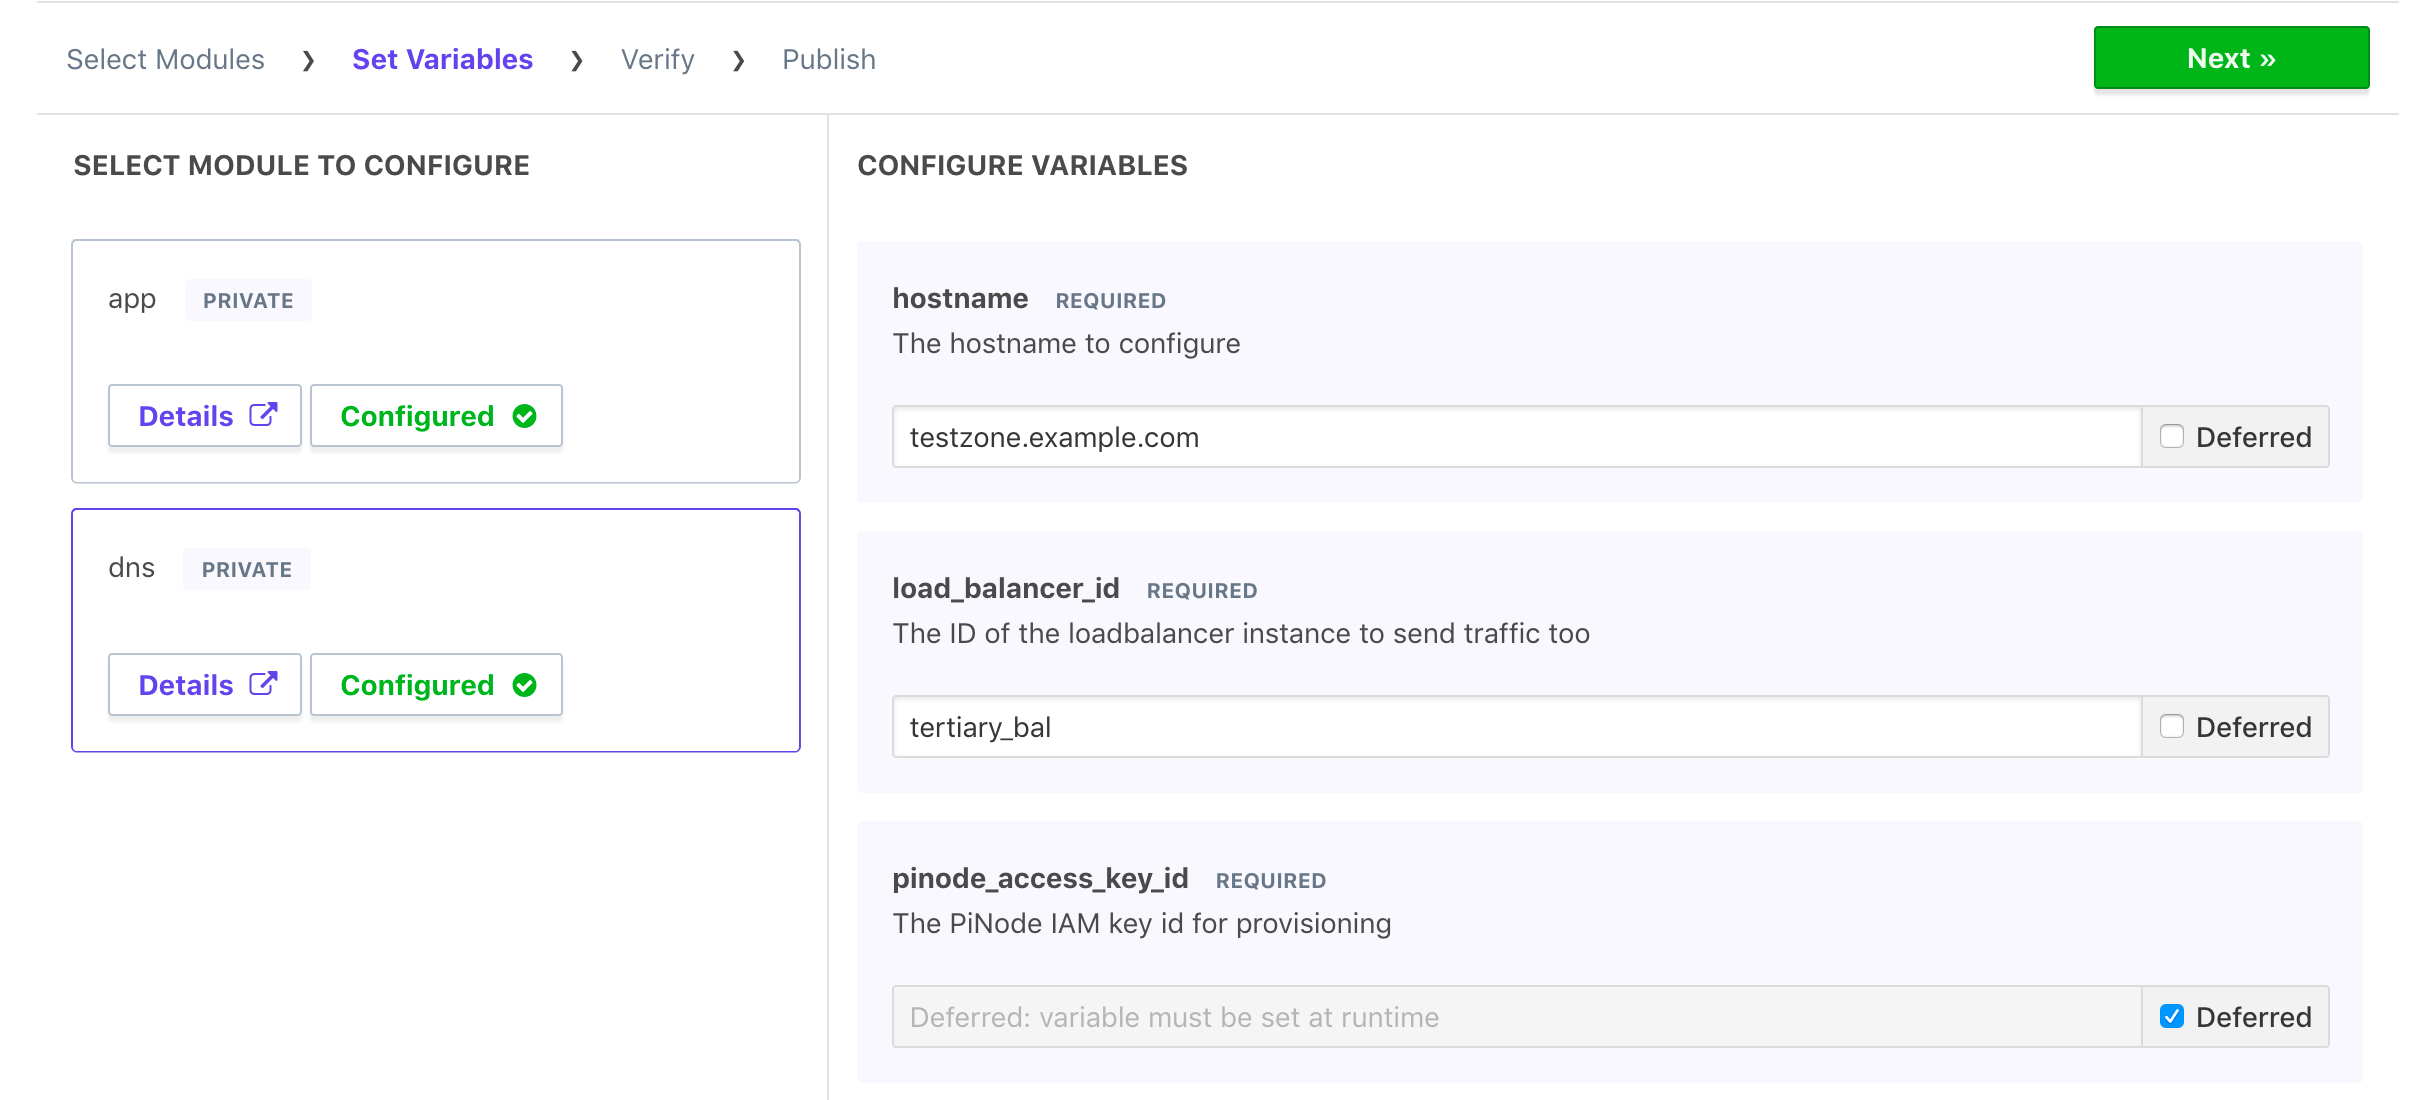 Select Modules ❯ Set Variables ❯ Verify ❯ Publish
Next »
SELECT MODULE TO CONFIGURE
app PRIVATE
Details Configured
dns PRIVATE
Details Configured
CONFIGURE VARIABLES
hostname REQUIRED
The hostname to configure
testzone.example.com Deferred
load_balancer_id REQUIRED
The ID of the loadbalancer instance to send traffic too
tertiary_bal Deferred
pinode_access_key_id REQUIRED
The PiNode IAM key id for provisioning
Deferred: variable must be set at runtime Deferred